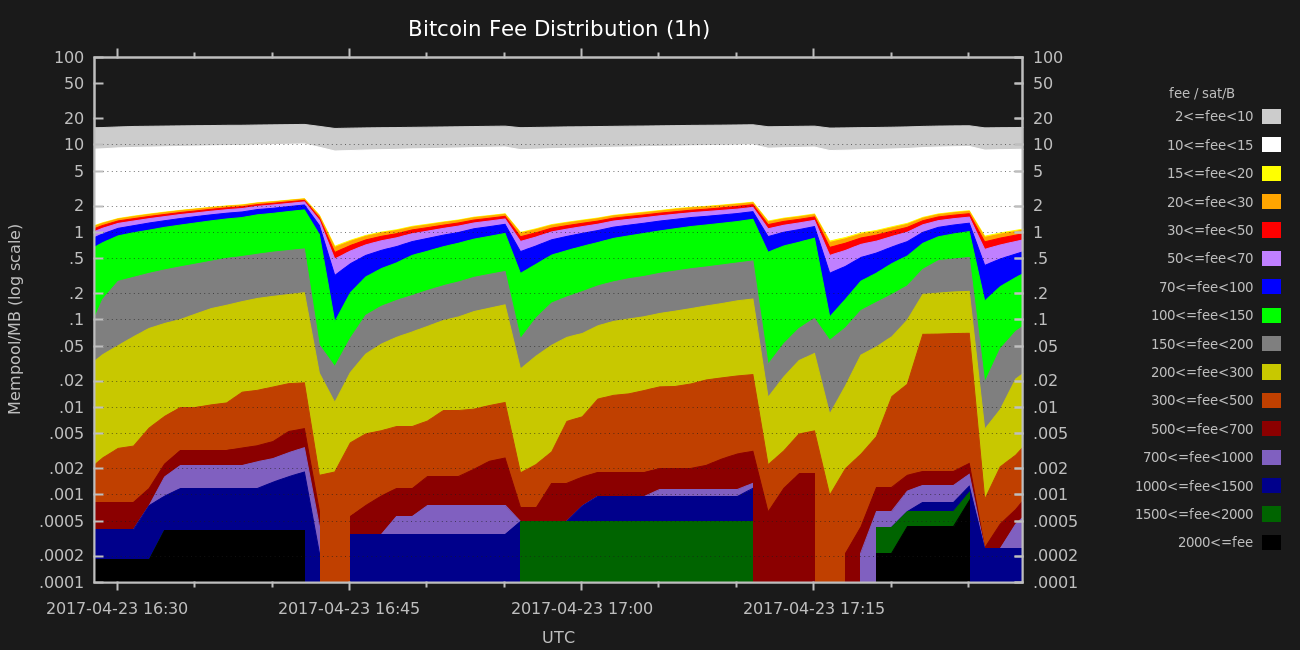 Bitcoin Fee Distribution (1h)
100
50
20
10
5
2
1
.5
.2
.1
.05
.02
.01
.005
.002
.001
.0005
.0002
.0001
100
50
20
10
5
2
1
.5
.2
.1
.05
.02
.01
.005
.002
.001
.0005
.0002
.0001
Mempool/MB (log scale)
2017-04-23 16:30
2017-04-23 16:45
2017-04-23 17:00
2017-04-23 17:15
UTC
fee / sat/B
2<=fee<10
10<=fee<15
15<=fee<20
20<=fee<30
30<=fee<50
50<=fee<70
70<=fee<100
100<=fee<150
150<=fee<200
200<=fee<300
300<=fee<500
500<=fee<700
700<=fee<1000
1000<=fee<1500
1500<=fee<2000
2000<=fee